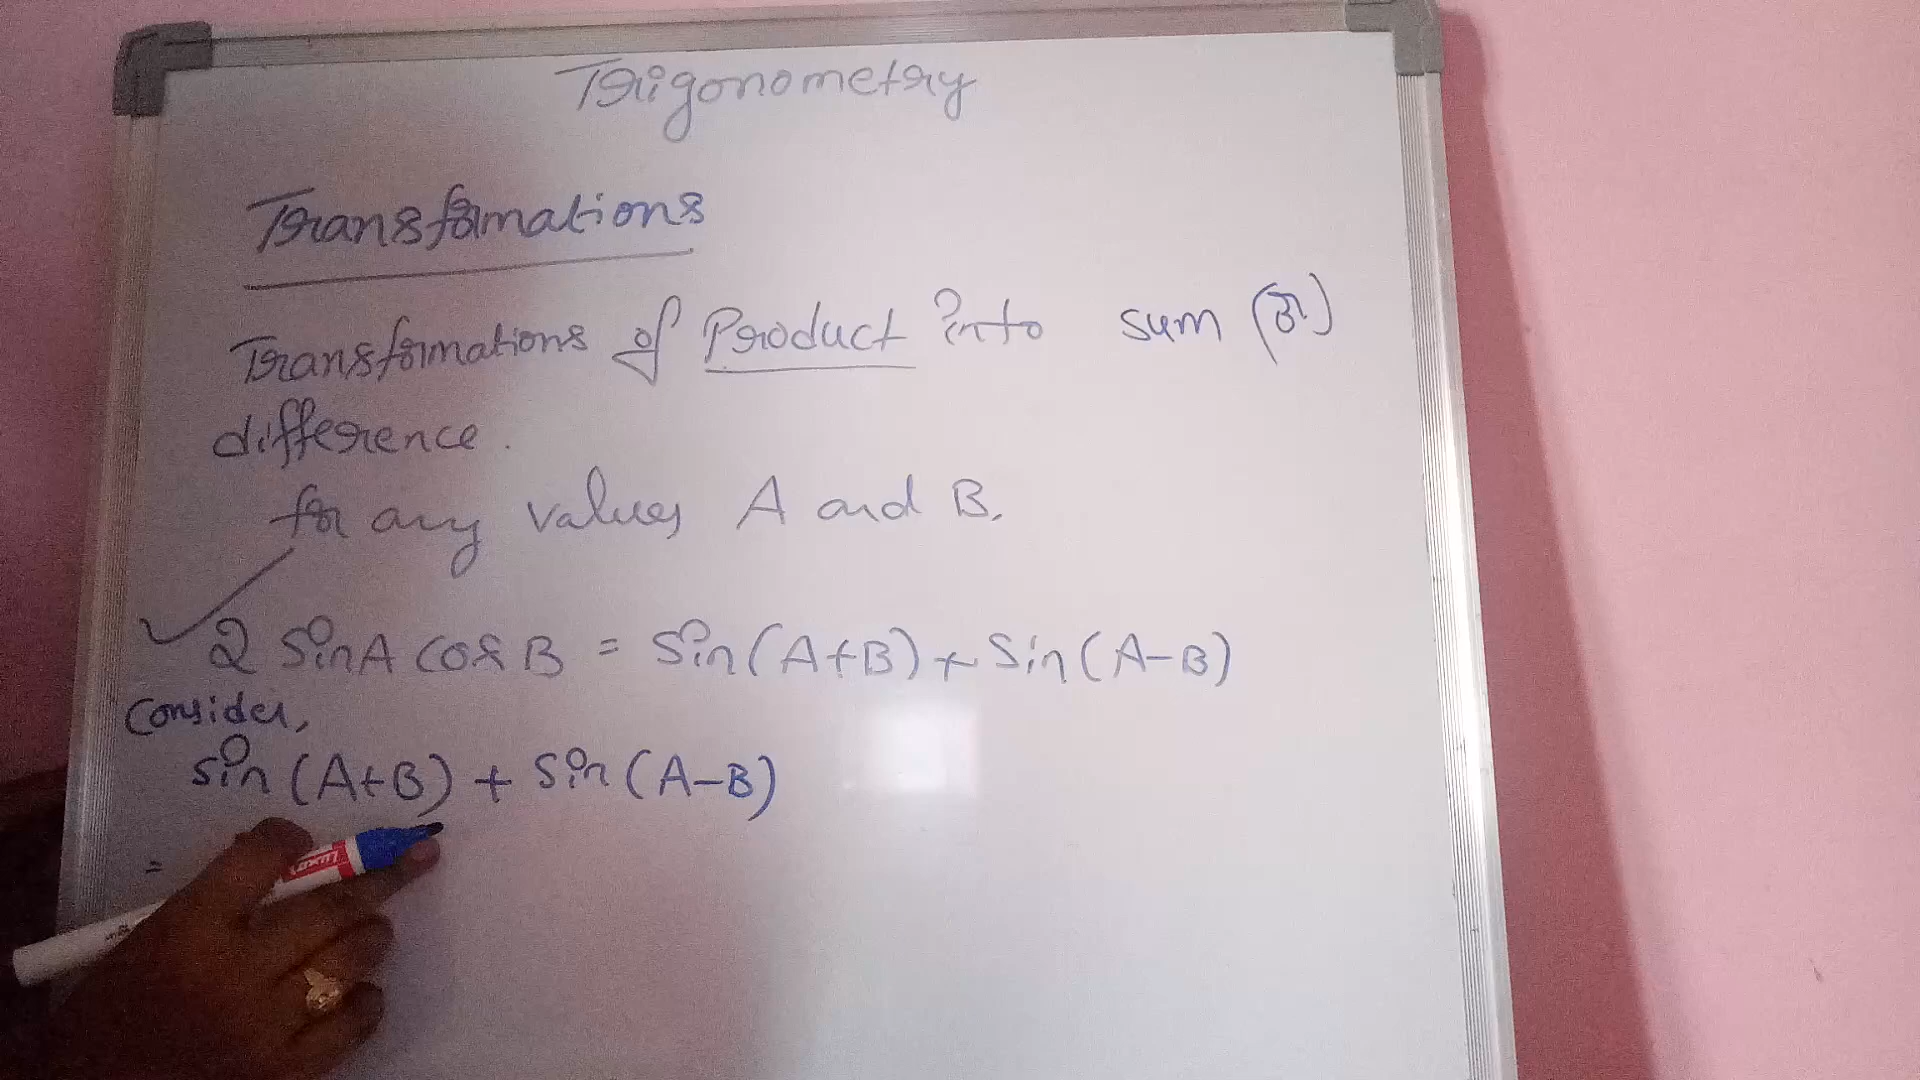 Trigonometry
Transformations
Transformations of Product into sum (or)
difference.
for any values A and B,
2 sinA cos B = sin(A+B) + sin(A-B)
Consider,
sin(A+B) + sin(A-B)
=